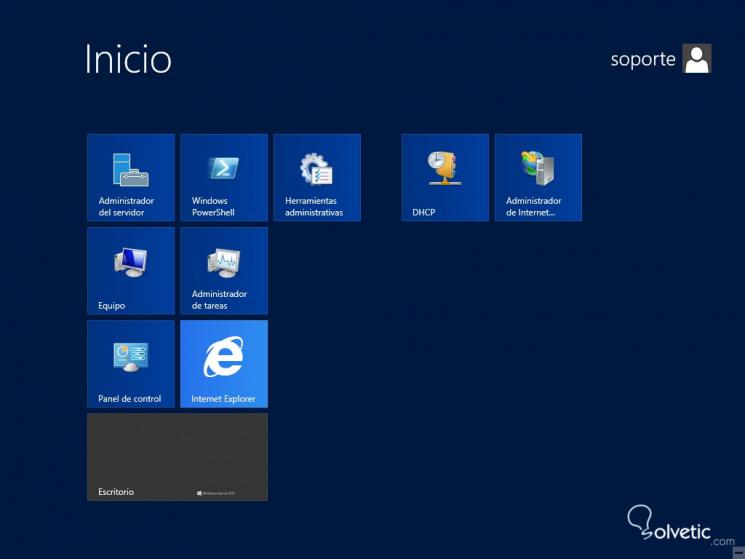 Inicio
soporte
Administrador
del servidor
Windows
PowerShell
Herramientas
administrativas
DHCP
Administrador
de Internet...
Equipo
Administrador
de tareas
Panel de control
Internet Explorer
Escritorio
Windows Server 2012
Solvetic
.com